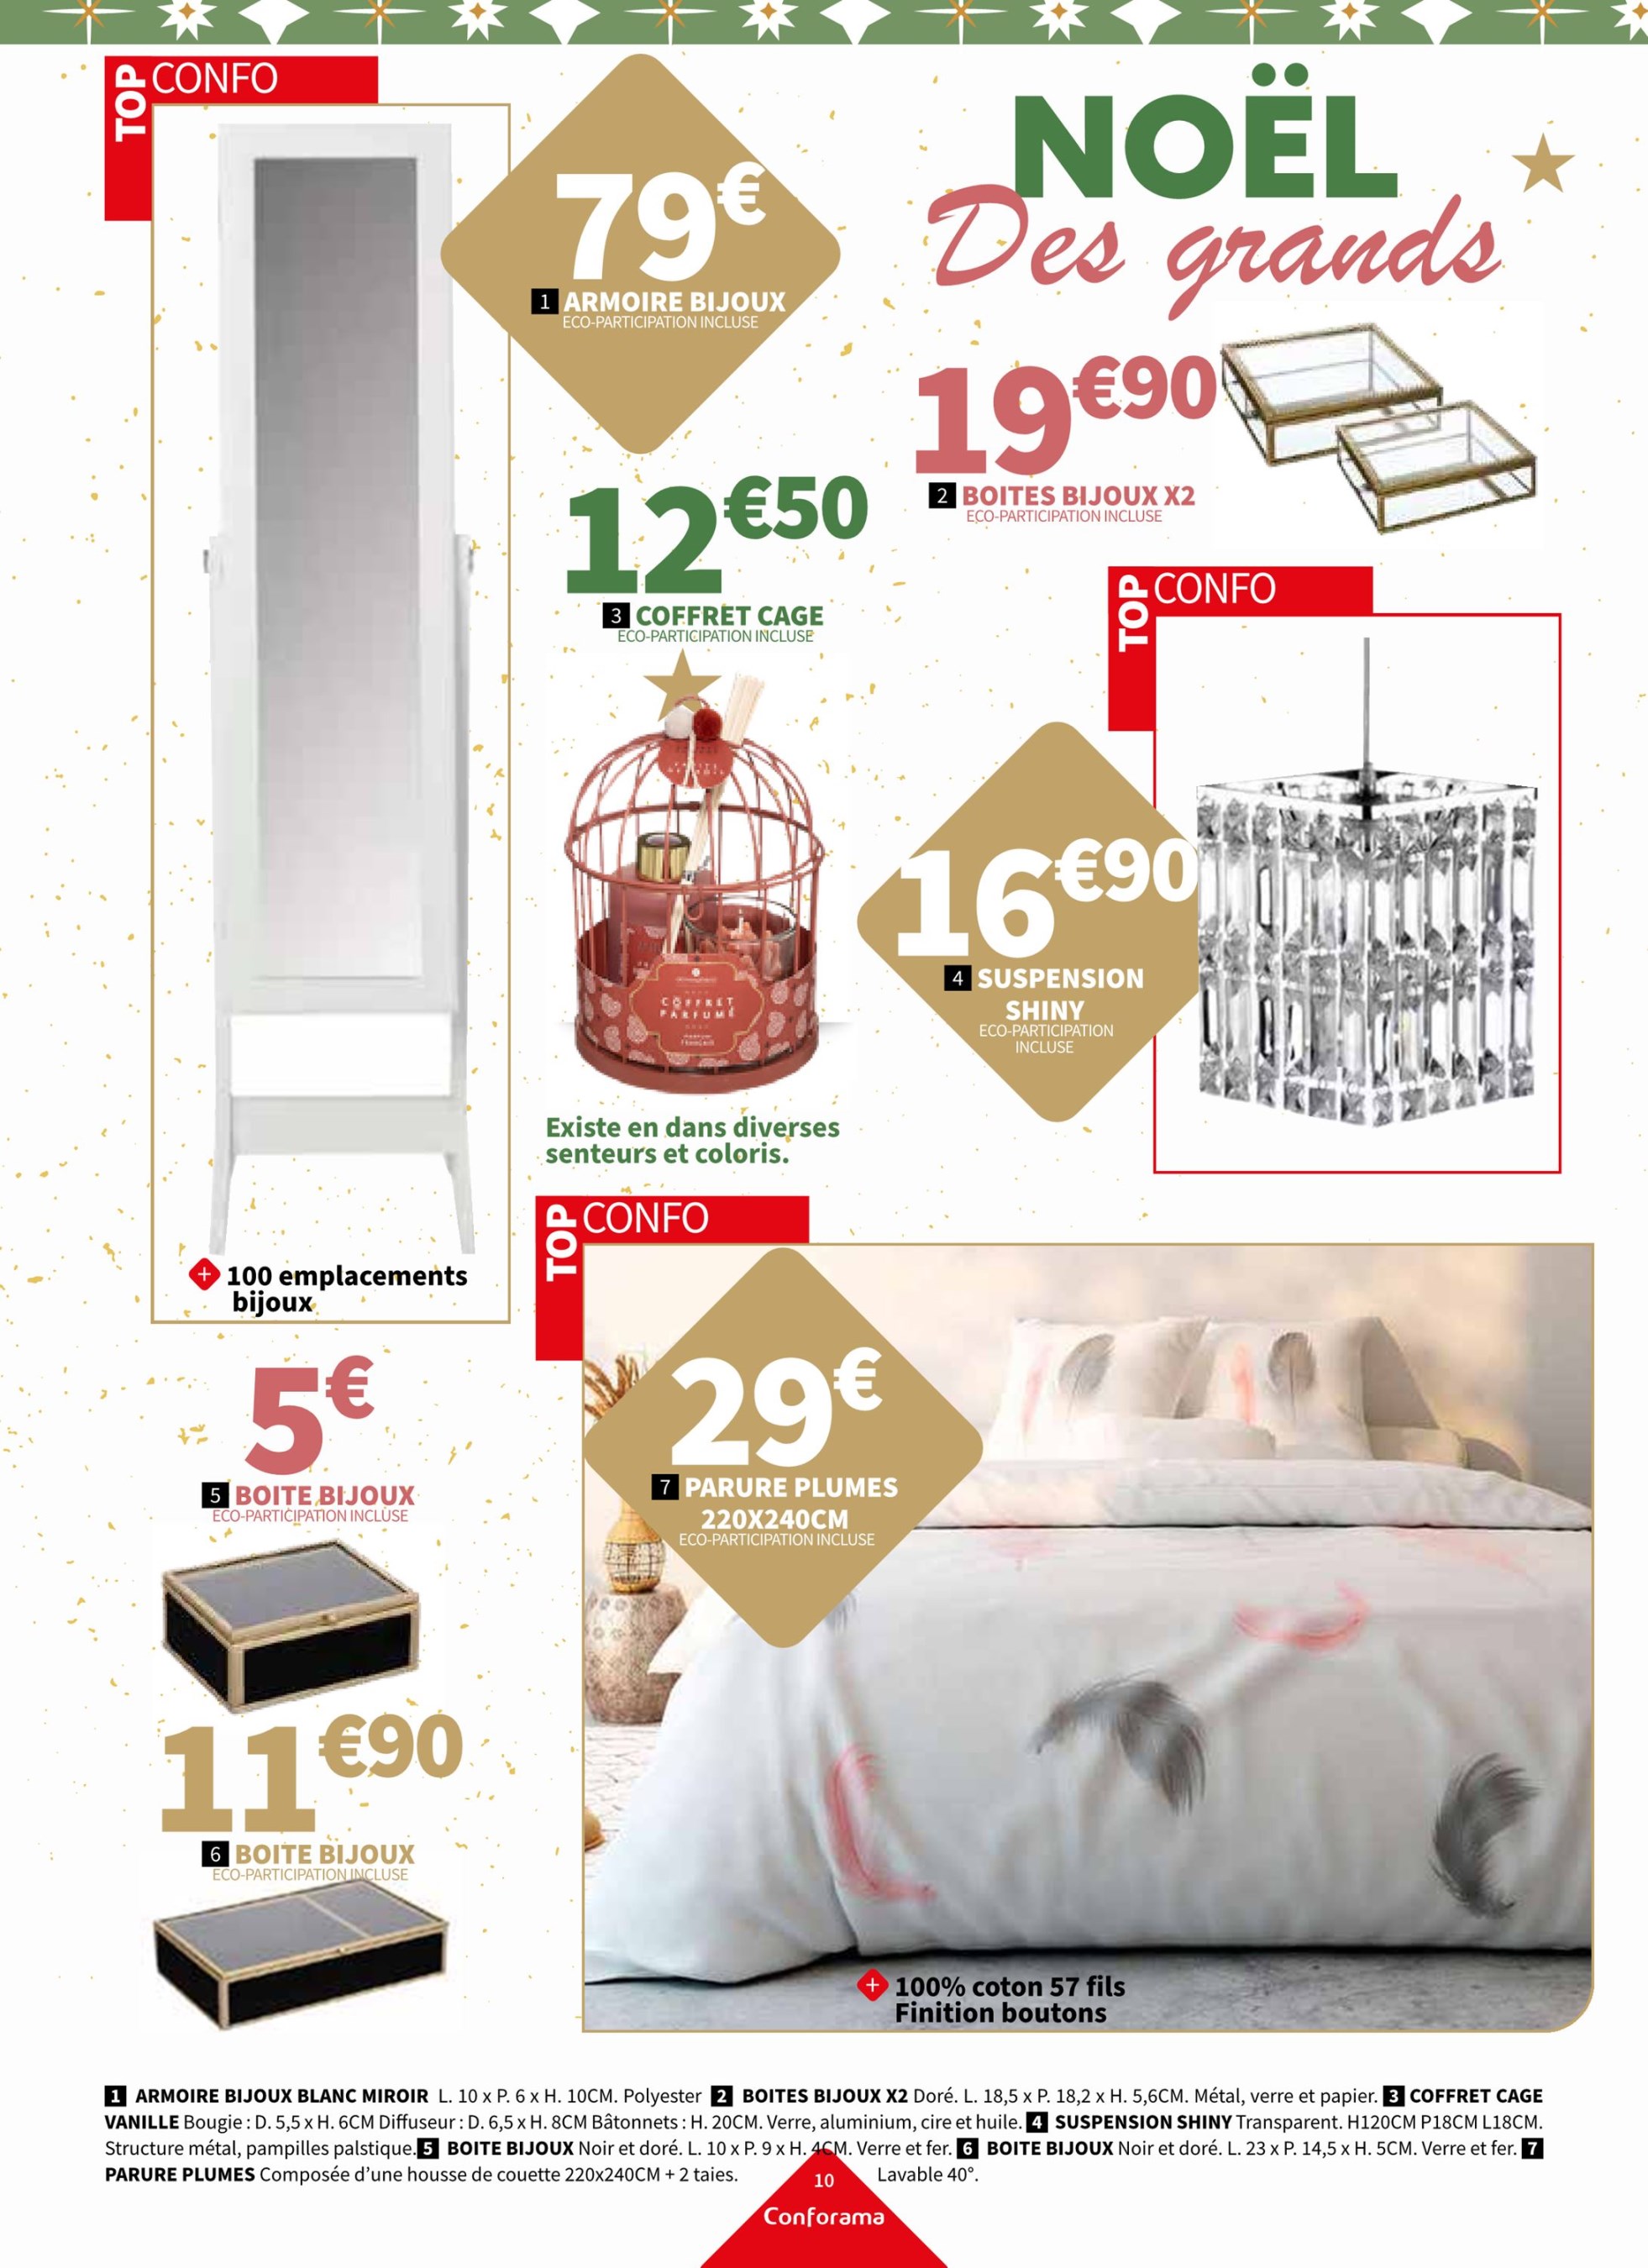 TOP CONFO
NOËL
Des grands
79€
1 ARMOIRE BIJOUX
ECO-PARTICIPATION INCLUSE
19€90
2 BOITES BIJOUX X2
ECO-PARTICIPATION INCLUSE
12€50
3 COFFRET CAGE
ECO-PARTICIPATION INCLUSE
COFFRET
PARFUMÉ
Existe en dans diverses
senteurs et coloris.
TOP CONFO
16€90
4 SUSPENSION
SHINY
ECO-PARTICIPATION
INCLUSE
+ 100 emplacements
bijoux
5€
5 BOITE BIJOUX
ECO-PARTICIPATION INCLUSE
11€90
6 BOITE BIJOUX
ECO-PARTICIPATION INCLUSE
TOP CONFO
29€
7 PARURE PLUMES
220X240CM
ECO-PARTICIPATION INCLUSE
+ 100% coton 57 fils
Finition boutons
1 ARMOIRE BIJOUX BLANC MIROIR L. 10 x P. 6 x H. 10CM. Polyester 2 BOITES BIJOUX X2 Doré. L. 18,5 x P. 18,2 x H. 5,6CM. Métal, verre et papier. 3 COFFRET CAGE
VANILLE Bougie : D. 5,5 x H. 6CM Diffuseur : D. 6,5 x H. 8CM Bâtonnets : H. 20CM. Verre, aluminium, cire et huile. 4 SUSPENSION SHINY Transparent. H120CM P18CM L18CM.
Structure métal, pampilles palstique. 5 BOITE BIJOUX Noir et doré. L. 10 x P. 9 x H. 4CM. Verre et fer. 6 BOITE BIJOUX Noir et doré. L. 23 x P. 14,5 x H. 5CM. Verre et fer. 7
PARURE PLUMES Composée d'une housse de couette 220x240CM + 2 taies. Lavable 40°.
10
Conforama